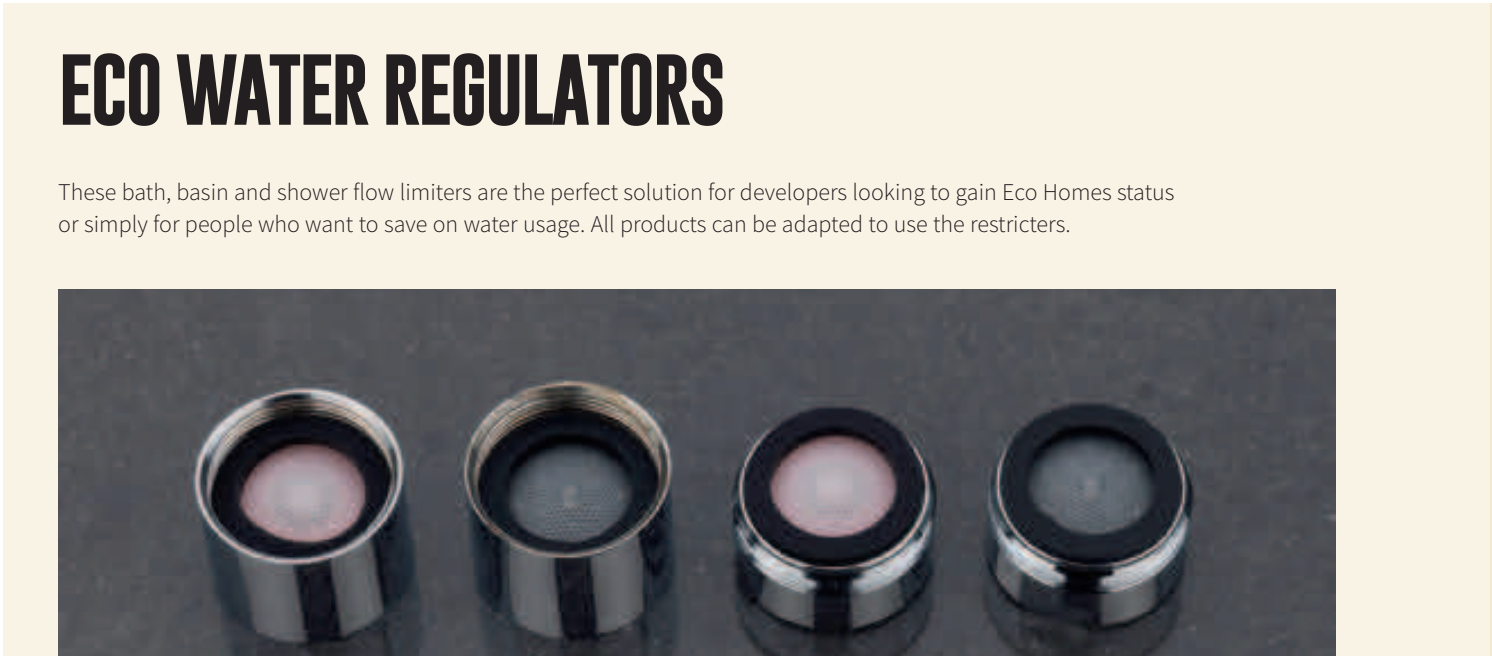 ECO WATER REGULATORS
These bath, basin and shower flow limiters are the perfect solution for developers looking to gain Eco Homes status
or simply for people who want to save on water usage. All products can be adapted to use the restricters.